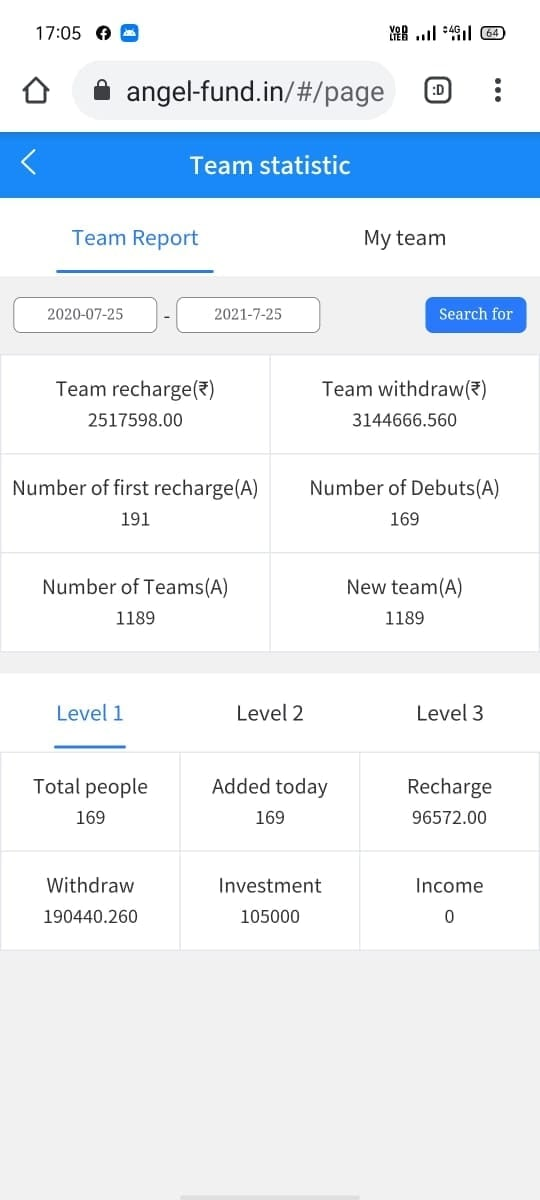 17:05
VoD LTE 4G 64
angel-fund.in/#/page :D
Team statistic
Team Report My team
2020-07-25 - 2021-7-25 Search for
Team recharge(₹) Team withdraw(₹)
2517598.00 3144666.560
Number of first recharge(A) Number of Debuts(A)
191 169
Number of Teams(A) New team(A)
1189 1189
Level 1 Level 2 Level 3
Total people Added today Recharge
169 169 96572.00
Withdraw Investment Income
190440.260 105000 0